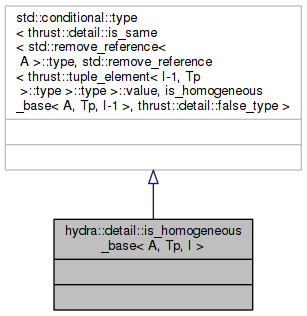 std::conditional::type
< thrust::detail::is_same
< std::remove_reference<
A >::type, std::remove_reference
< thrust::tuple_element< I-1, Tp
>::type >::type >::value, is_homogeneous
_base< A, Tp, I-1 >, thrust::detail::false_type >
hydra::detail::is_homogeneous
_base< A, Tp, I >